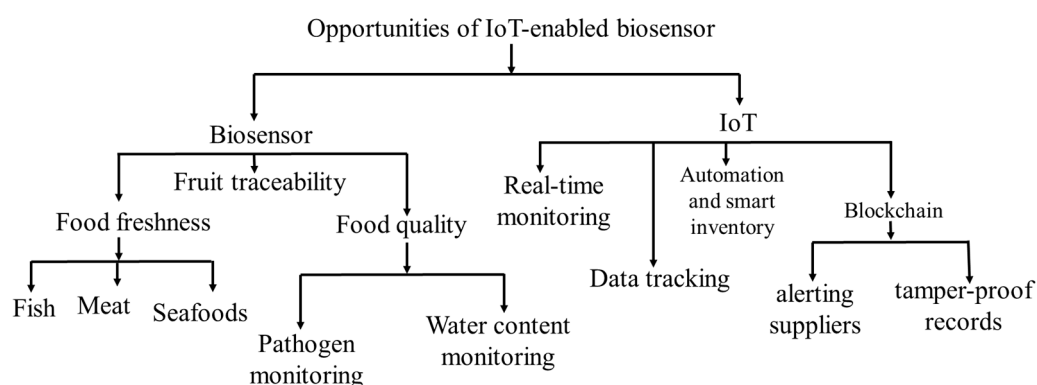 Opportunities of IoT-enabled biosensor
Biosensor
IoT
Fruit traceability
Food freshness
Food quality
Fish
Meat
Seafoods
Pathogen
monitoring
Water content
monitoring
Real-time
monitoring
Data tracking
Automation
and smart
inventory
Blockchain
alerting
suppliers
tamper-proof
records